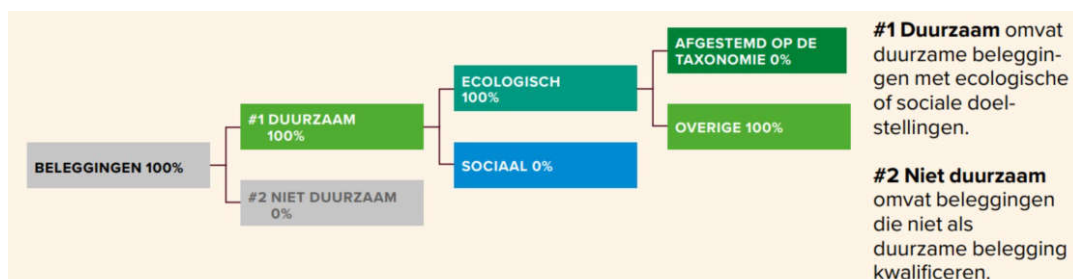 BELEGGINGEN 100%
#1 DUURZAAM
100%
#2 NIET DUURZAAM
0%
ECOLOGISCH
100%
SOCIAAL 0%
AFGESTEMD OP DE
TAXONOMIE 0%
OVERIGE 100%
#1 Duurzaam omvat
duurzame beleggin-
gen met ecologische
of sociale doel-
stellingen.
#2 Niet duurzaam
omvat beleggingen
die niet als
duurzame belegging
kwalificeren.